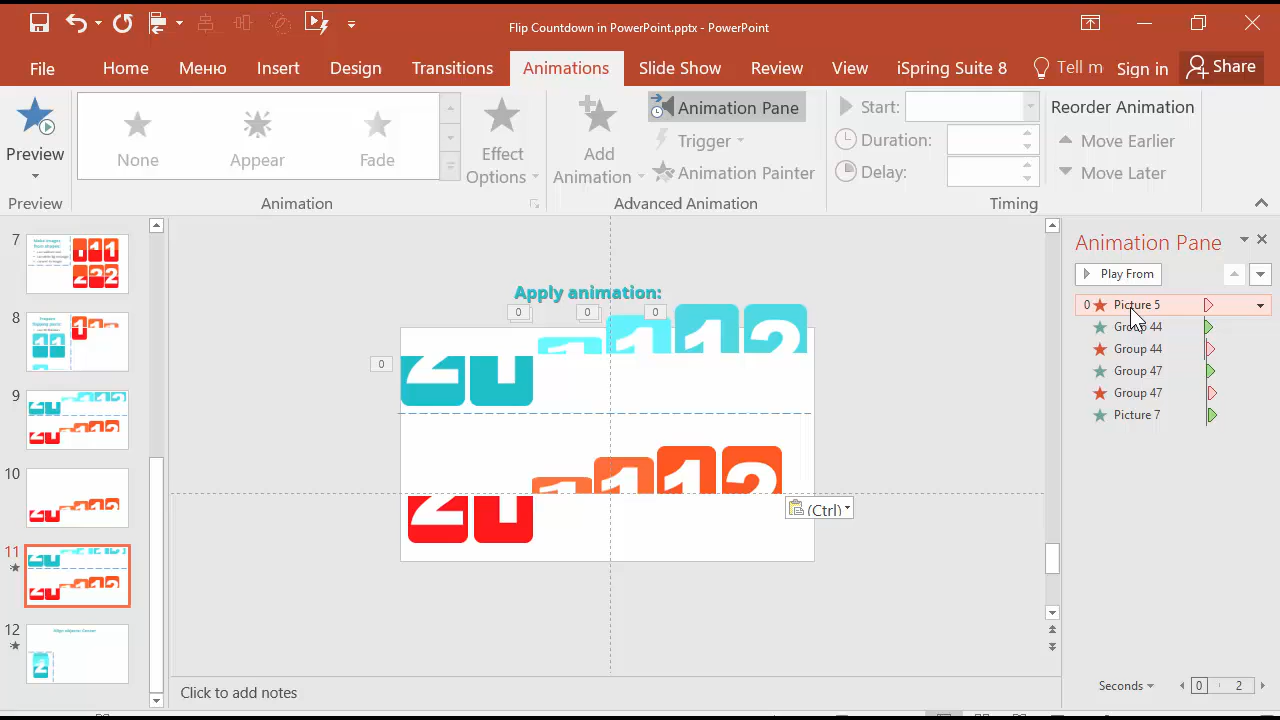 Flip Countdown in PowerPoint.pptx - PowerPoint
File Home Меню Insert Design Transitions Animations Slide Show Review View iSpring Suite 8 Tell m Sign in Share
Preview
None Appear Fade
Effect Options
Add Animation
Animation Pane
Trigger
Animation Painter
Start:
Duration:
Delay:
Reorder Animation
Move Earlier
Move Later
Preview Animation Advanced Animation Timing
7
8
9
10
11
12
Apply animation:
0 0 0
0
(Ctrl)
Click to add notes
Animation Pane
Play From
0 Picture 5
Group 44
Group 44
Group 47
Group 47
Picture 7
Seconds 0 2